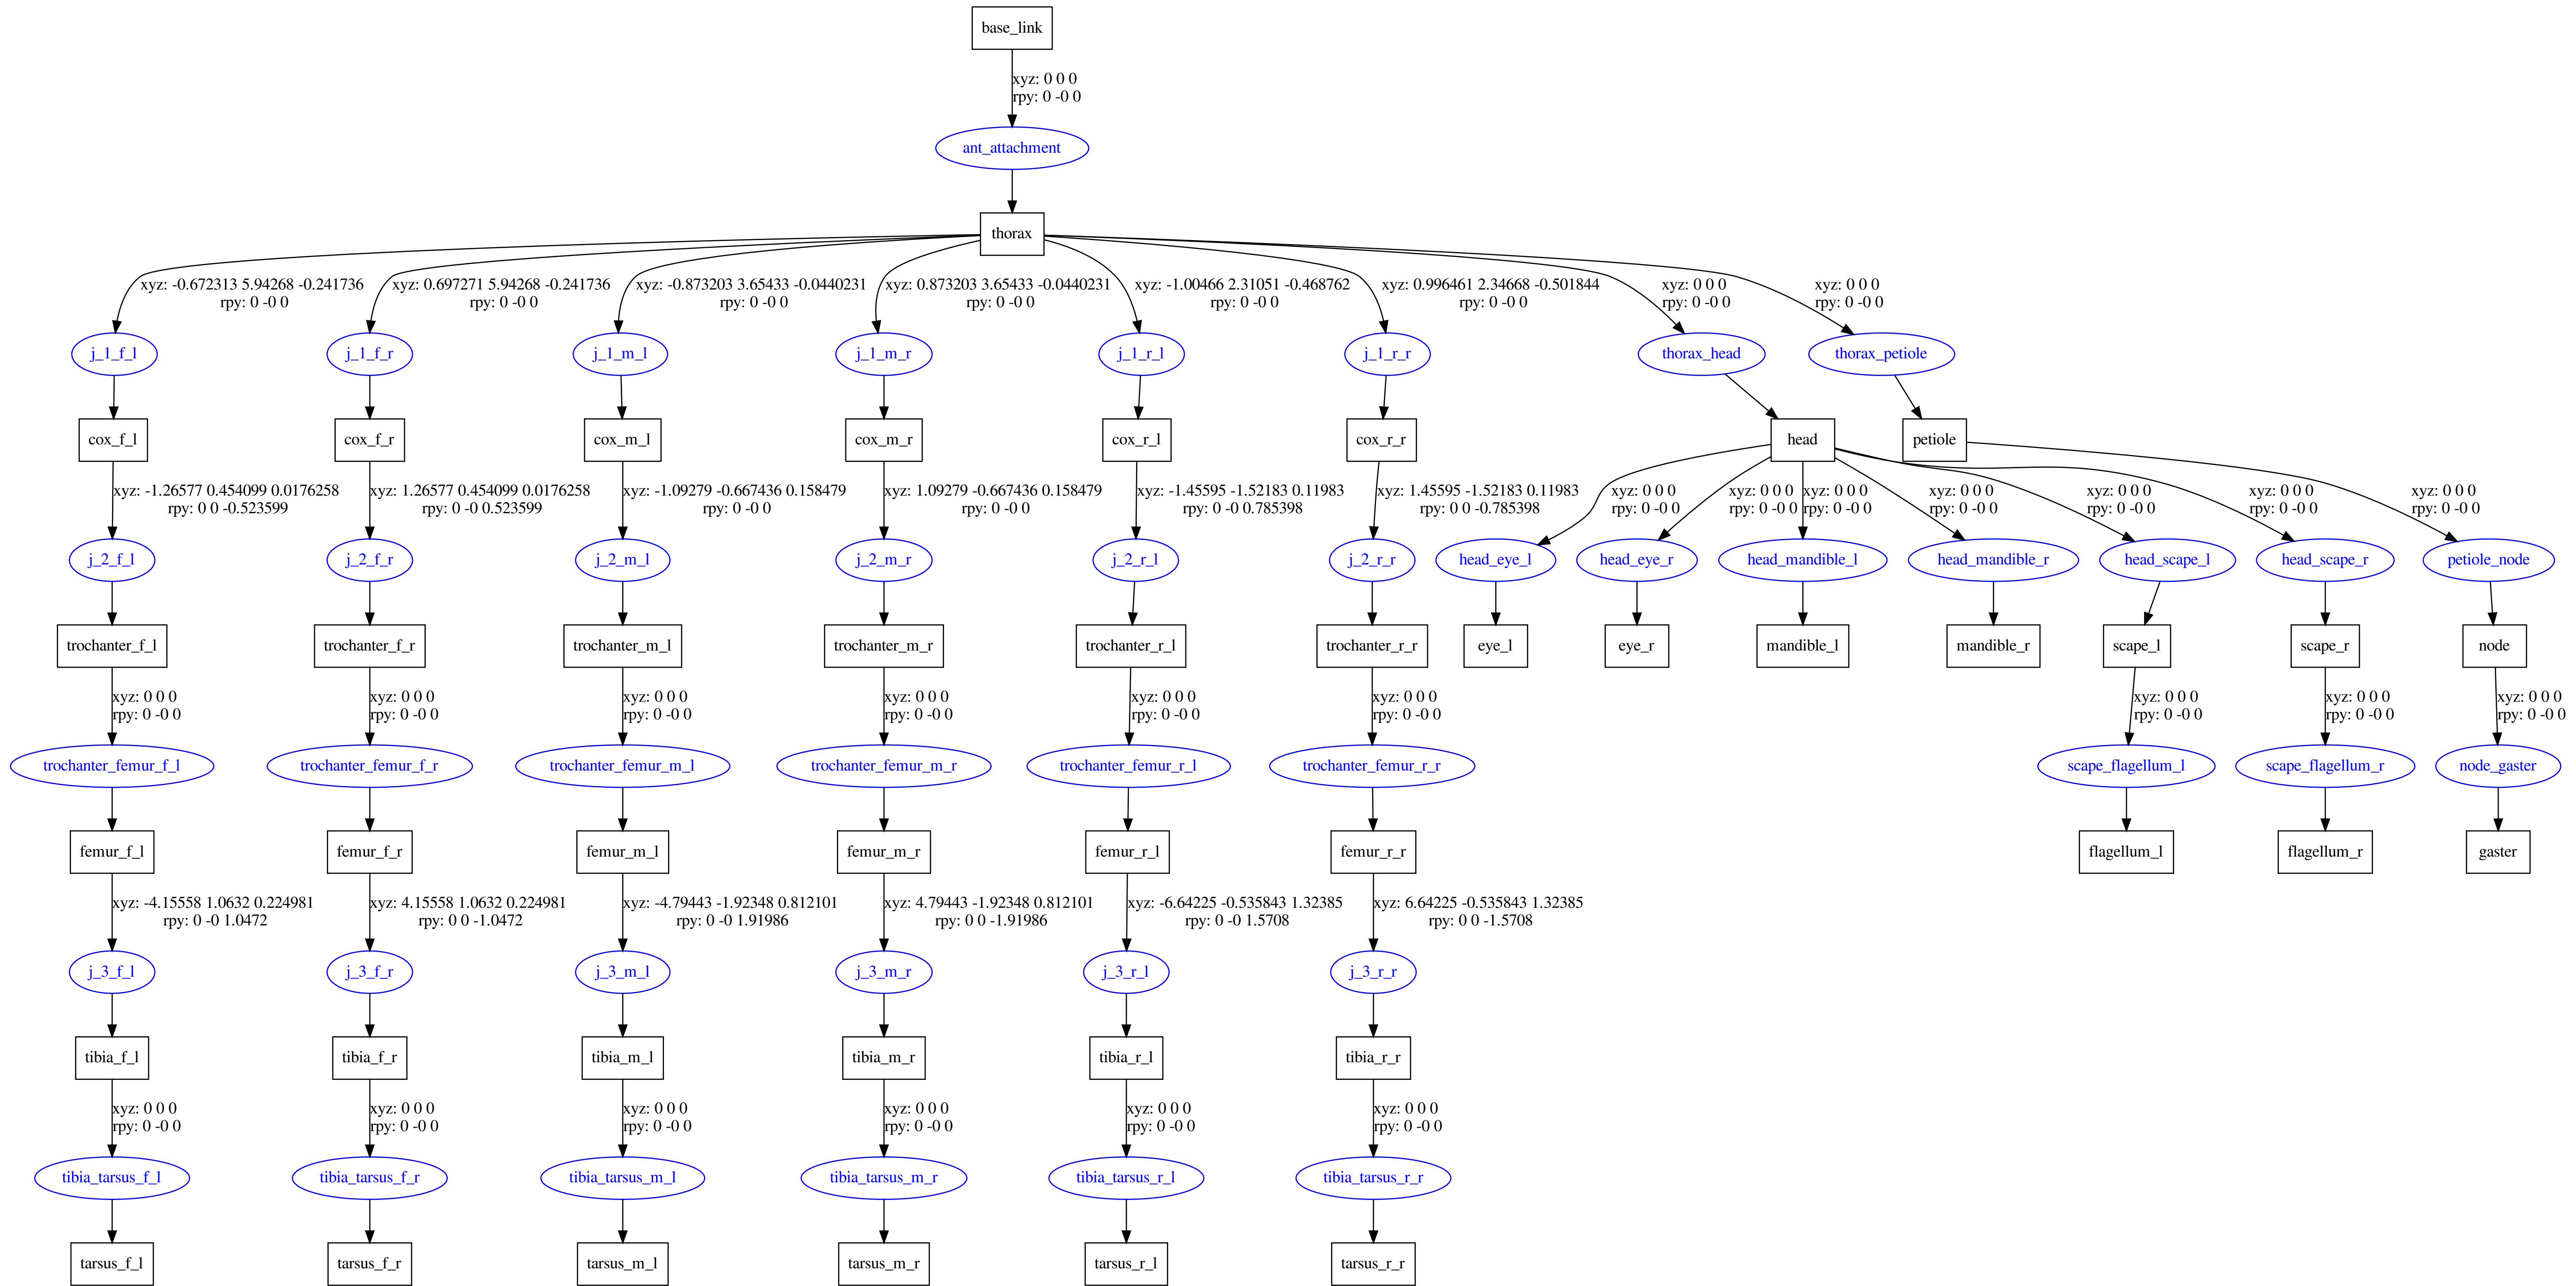 base_link
xyz: 0 0 0
rpy: 0 -0 0
ant_attachment
thorax
xyz: -0.672313 5.94268 -0.241736
rpy: 0 -0 0
xyz: 0.697271 5.94268 -0.241736
rpy: 0 -0 0
xyz: -0.873203 3.65433 -0.0440231
rpy: 0 -0 0
xyz: 0.873203 3.65433 -0.0440231
rpy: 0 -0 0
xyz: -1.00466 2.31051 -0.468762
rpy: 0 -0 0
xyz: 0.996461 2.34668 -0.501844
rpy: 0 -0 0
xyz: 0 0 0
rpy: 0 -0 0
xyz: 0 0 0
rpy: 0 -0 0
j_1_f_l
j_1_f_r
j_1_m_l
j_1_m_r
j_1_r_l
j_1_r_r
thorax_head
thorax_petiole
cox_f_l
cox_f_r
cox_m_l
cox_m_r
cox_r_l
cox_r_r
head
petiole
xyz: -1.26577 0.454099 0.0176258
rpy: 0 0 -0.523599
xyz: 1.26577 0.454099 0.0176258
rpy: 0 -0 0.523599
xyz: -1.09279 -0.667436 0.158479
rpy: 0 -0 0
xyz: 1.09279 -0.667436 0.158479
rpy: 0 -0 0
xyz: -1.45595 -1.52183 0.11983
rpy: 0 -0 0.785398
xyz: 1.45595 -1.52183 0.11983
rpy: 0 0 -0.785398
xyz: 0 0 0
rpy: 0 -0 0
xyz: 0 0 0
rpy: 0 -0 0
xyz: 0 0 0
rpy: 0 -0 0
xyz: 0 0 0
rpy: 0 -0 0
xyz: 0 0 0
rpy: 0 -0 0
xyz: 0 0 0
rpy: 0 -0 0
xyz: 0 0 0
rpy: 0 -0 0
j_2_f_l
j_2_f_r
j_2_m_l
j_2_m_r
j_2_r_l
j_2_r_r
head_eye_l
head_eye_r
head_mandible_l
head_mandible_r
head_scape_l
head_scape_r
petiole_node
trochanter_f_l
trochanter_f_r
trochanter_m_l
trochanter_m_r
trochanter_r_l
trochanter_r_r
eye_l
eye_r
mandible_l
mandible_r
scape_l
scape_r
node
xyz: 0 0 0
rpy: 0 -0 0
xyz: 0 0 0
rpy: 0 -0 0
xyz: 0 0 0
rpy: 0 -0 0
xyz: 0 0 0
rpy: 0 -0 0
xyz: 0 0 0
rpy: 0 -0 0
xyz: 0 0 0
rpy: 0 -0 0
xyz: 0 0 0
rpy: 0 -0 0
xyz: 0 0 0
rpy: 0 -0 0
xyz: 0 0 0
rpy: 0 -0 0
trochanter_femur_f_l
trochanter_femur_f_r
trochanter_femur_m_l
trochanter_femur_m_r
trochanter_femur_r_l
trochanter_femur_r_r
scape_flagellum_l
scape_flagellum_r
node_gaster
femur_f_l
femur_f_r
femur_m_l
femur_m_r
femur_r_l
femur_r_r
flagellum_l
flagellum_r
gaster
xyz: -4.15558 1.0632 0.224981
rpy: 0 -0 1.0472
xyz: 4.15558 1.0632 0.224981
rpy: 0 0 -1.0472
xyz: -4.79443 -1.92348 0.812101
rpy: 0 -0 1.91986
xyz: 4.79443 -1.92348 0.812101
rpy: 0 0 -1.91986
xyz: -6.64225 -0.535843 1.32385
rpy: 0 -0 1.5708
xyz: 6.64225 -0.535843 1.32385
rpy: 0 0 -1.5708
j_3_f_l
j_3_f_r
j_3_m_l
j_3_m_r
j_3_r_l
j_3_r_r
tibia_f_l
tibia_f_r
tibia_m_l
tibia_m_r
tibia_r_l
tibia_r_r
xyz: 0 0 0
rpy: 0 -0 0
xyz: 0 0 0
rpy: 0 -0 0
xyz: 0 0 0
rpy: 0 -0 0
xyz: 0 0 0
rpy: 0 -0 0
xyz: 0 0 0
rpy: 0 -0 0
xyz: 0 0 0
rpy: 0 -0 0
tibia_tarsus_f_l
tibia_tarsus_f_r
tibia_tarsus_m_l
tibia_tarsus_m_r
tibia_tarsus_r_l
tibia_tarsus_r_r
tarsus_f_l
tarsus_f_r
tarsus_m_l
tarsus_m_r
tarsus_r_l
tarsus_r_r